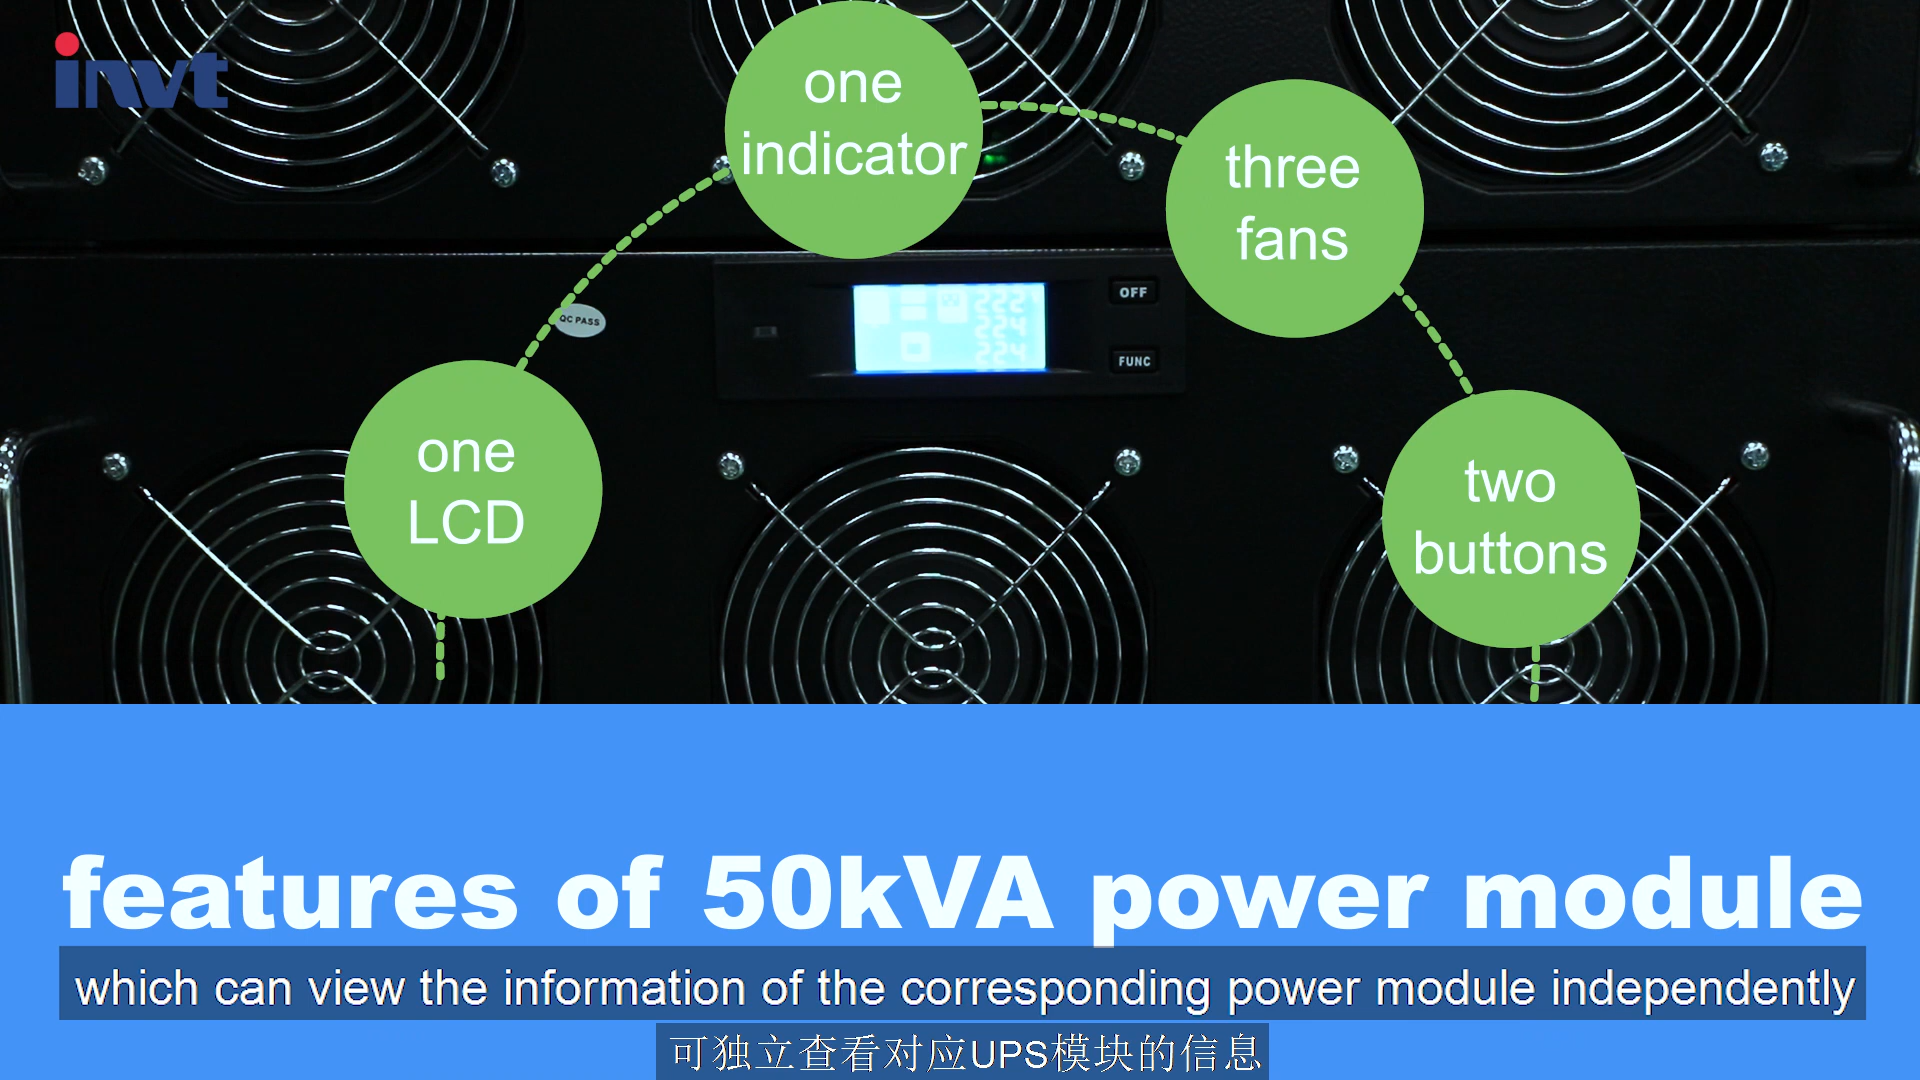 invt
one
indicator
three
fans
OFF
QC PASS
FUNC
one
LCD
two
buttons
features of 50kVA power module
which can view the information of the corresponding power module independently
可独立查看对应UPS模块的信息